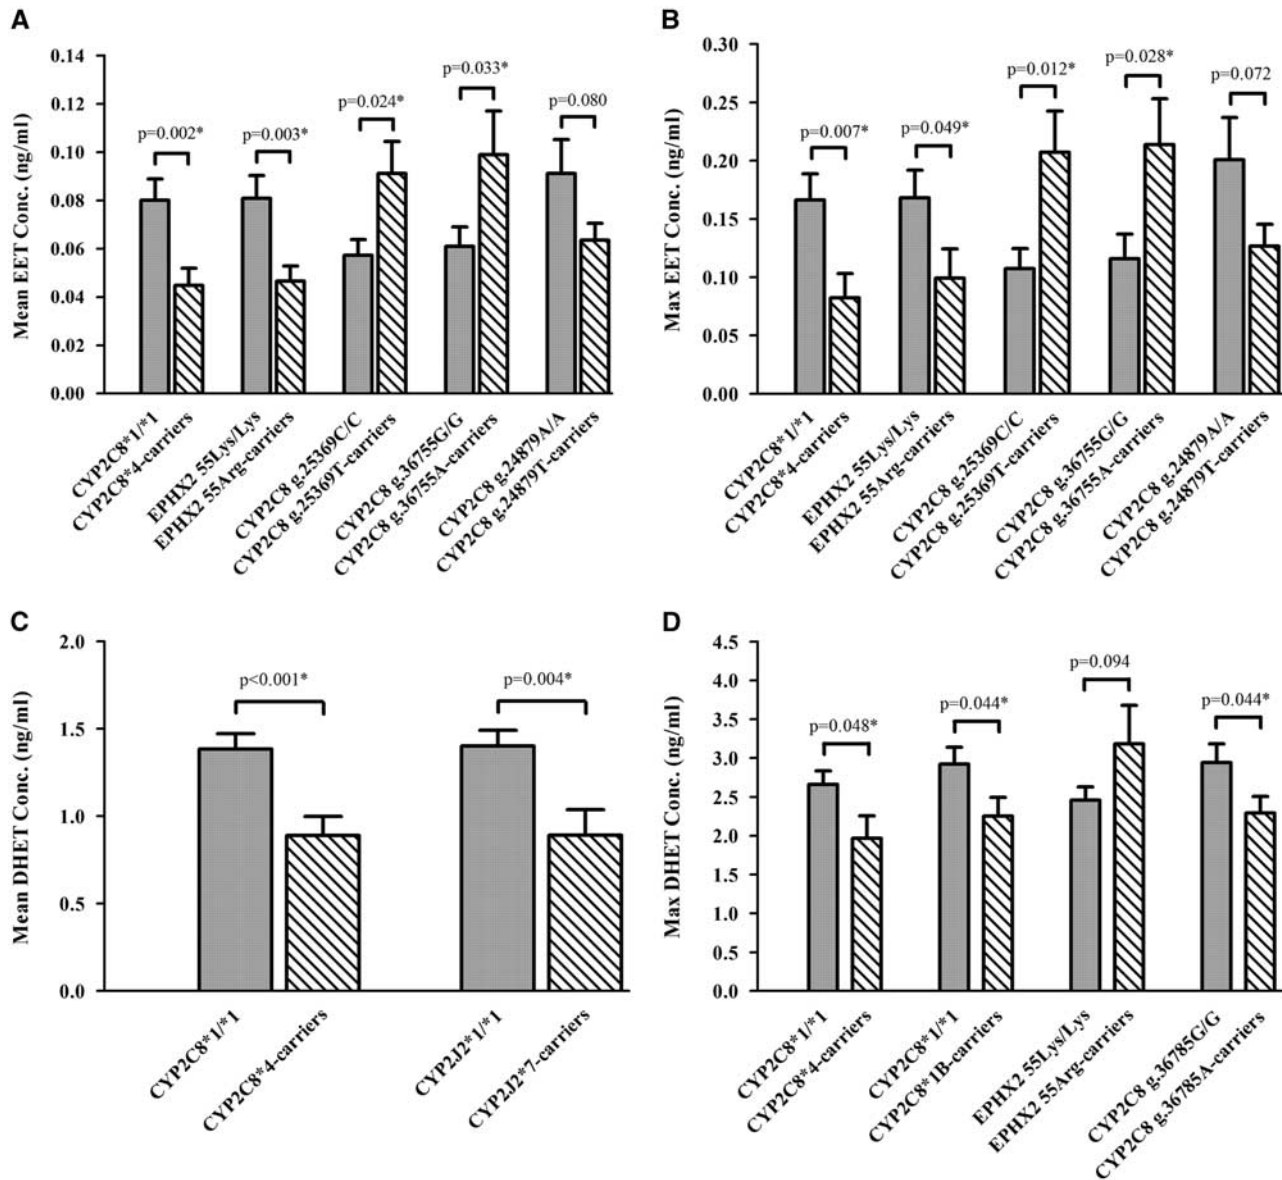 A
Mean EET Conc. (ng/ml)
0.14
0.12
0.10
0.08
0.06
0.04
0.02
0.00
p=0.002*
p=0.003*
p=0.024*
p=0.033*
p=0.080
CYP2C8*1/*1
CYP2C8*4-carriers
EPHX2 55Lys/Lys
EPHX2 55Arg-carriers
CYP2C8 g.25369C/C
CYP2C8 g.25369T-carriers
CYP2C8 g.36755G/G
CYP2C8 g.36755A-carriers
CYP2C8 g.24879A/A
CYP2C8 g.24879T-carriers
B
Max EET Conc. (ng/ml)
0.30
0.25
0.20
0.15
0.10
0.05
0.00
p=0.007*
p=0.049*
p=0.012*
p=0.028*
p=0.072
CYP2C8*1/*1
CYP2C8*4-carriers
EPHX2 55Lys/Lys
EPHX2 55Arg-carriers
CYP2C8 g.25369C/C
CYP2C8 g.25369T-carriers
CYP2C8 g.36755G/G
CYP2C8 g.36755A-carriers
CYP2C8 g.24879A/A
CYP2C8 g.24879T-carriers
C
Mean DHET Conc. (ng/ml)
2.0
1.5
1.0
0.5
0.0
p<0.001*
p=0.004*
CYP2C8*1/*1
CYP2C8*4-carriers
CYP2J2*1/*1
CYP2J2*7-carriers
D
Max DHET Conc. (ng/ml)
4.5
4.0
3.5
3.0
2.5
2.0
1.5
1.0
0.5
0.0
p=0.048*
p=0.044*
p=0.094
p=0.044*
CYP2C8*1/*1
CYP2C8*4-carriers
CYP2C8*1/*1
CYP2C8*1B-carriers
EPHX2 55Lys/Lys
EPHX2 55Arg-carriers
CYP2C8 g.36785G/G
CYP2C8 g.36785A-carriers